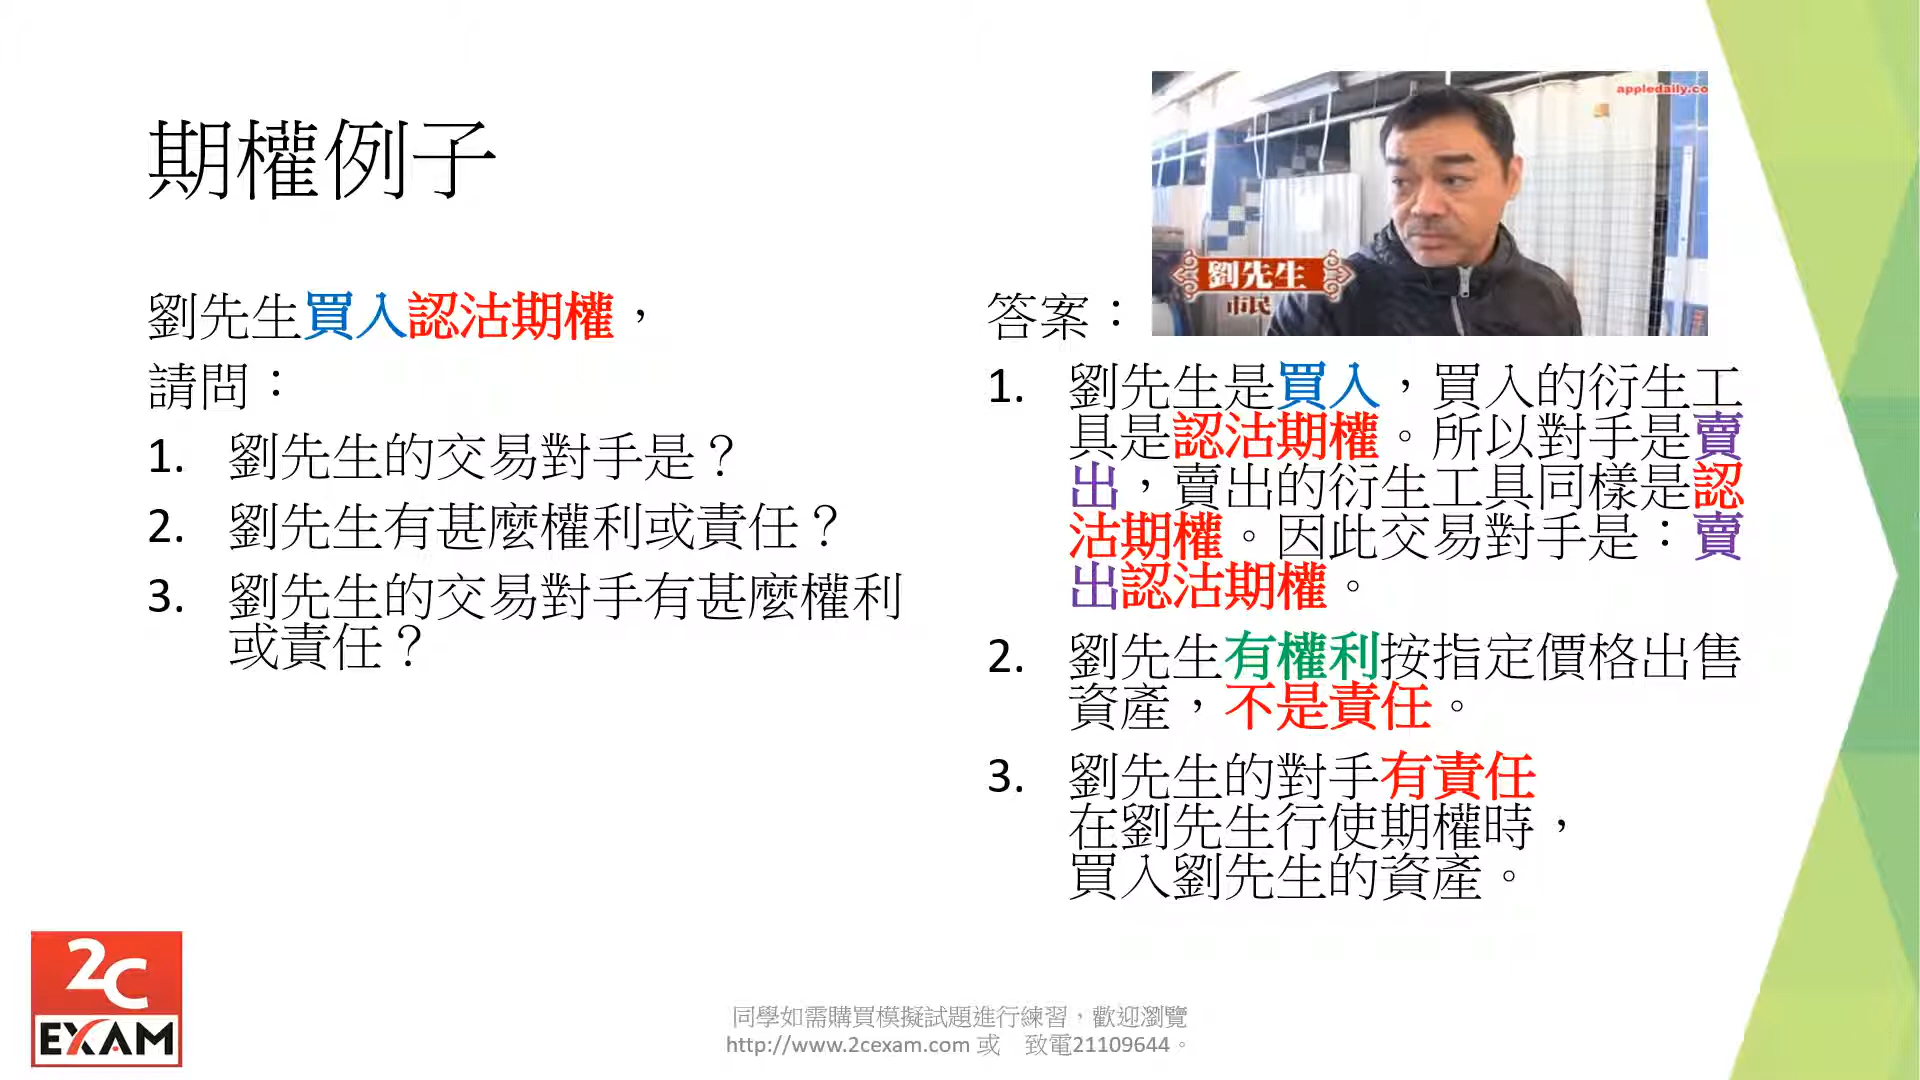 期權例子
appledaily.co
劉先生
市民
劉先生買入認沽期權，
請問：
1. 劉先生的交易對手是？
2. 劉先生有甚麼權利或責任？
3. 劉先生的交易對手有甚麼權利
或責任？
答案：
1. 劉先生是買入，買入的衍生工
具是認沽期權。所以對手是賣
出，賣出的衍生工具同樣是認
沽期權。因此交易對手是：賣
出認沽期權。
2. 劉先生有權利按指定價格出售
資產，不是責任。
3. 劉先生的對手有責任
在劉先生行使期權時，
買入劉先生的資產。
2C
EXAM
同學如需購買模擬試題進行練習，歡迎瀏覽
http://www.2cexam.com 或 致電21109644。